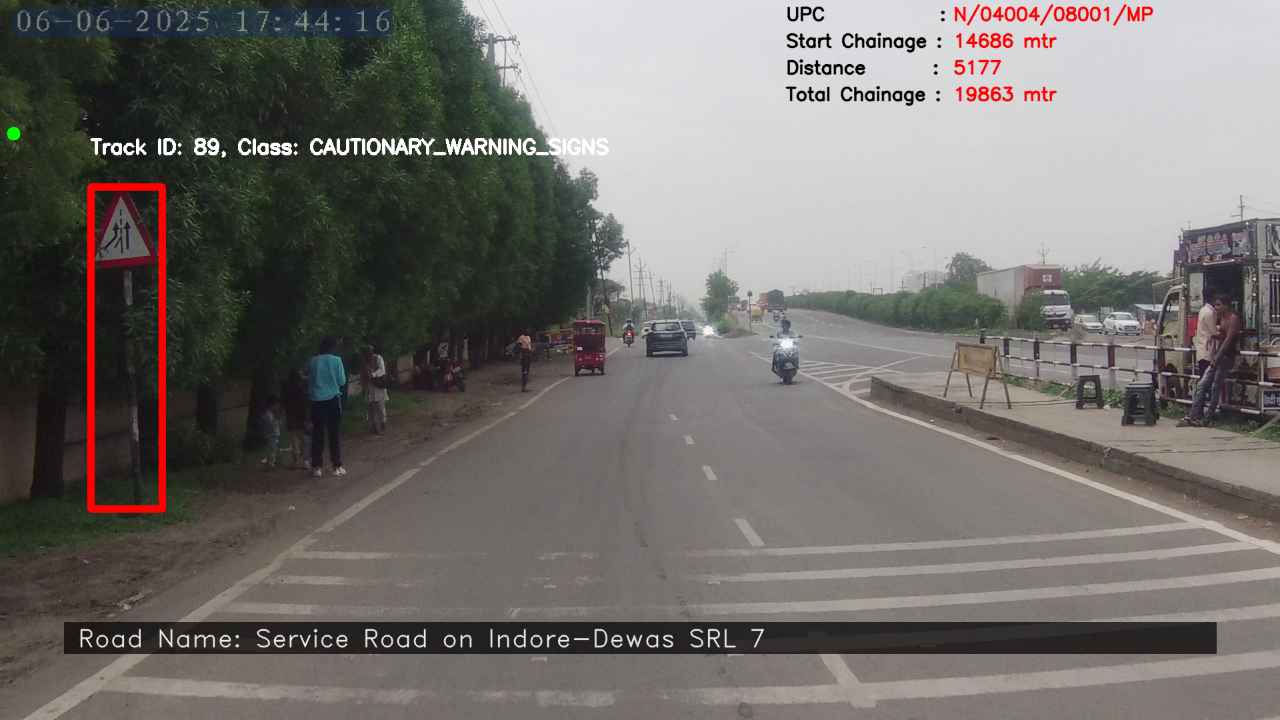 06-06-2025 17:44:16
UPC : N/04004/08001/MP
Start Chainage : 14686 mtr
Distance : 5177
Total Chainage : 19863 mtr
Track ID: 89, Class: CAUTIONARY_WARNING_SIGNS
Road Name: Service Road on Indore-Dewas SRL 7